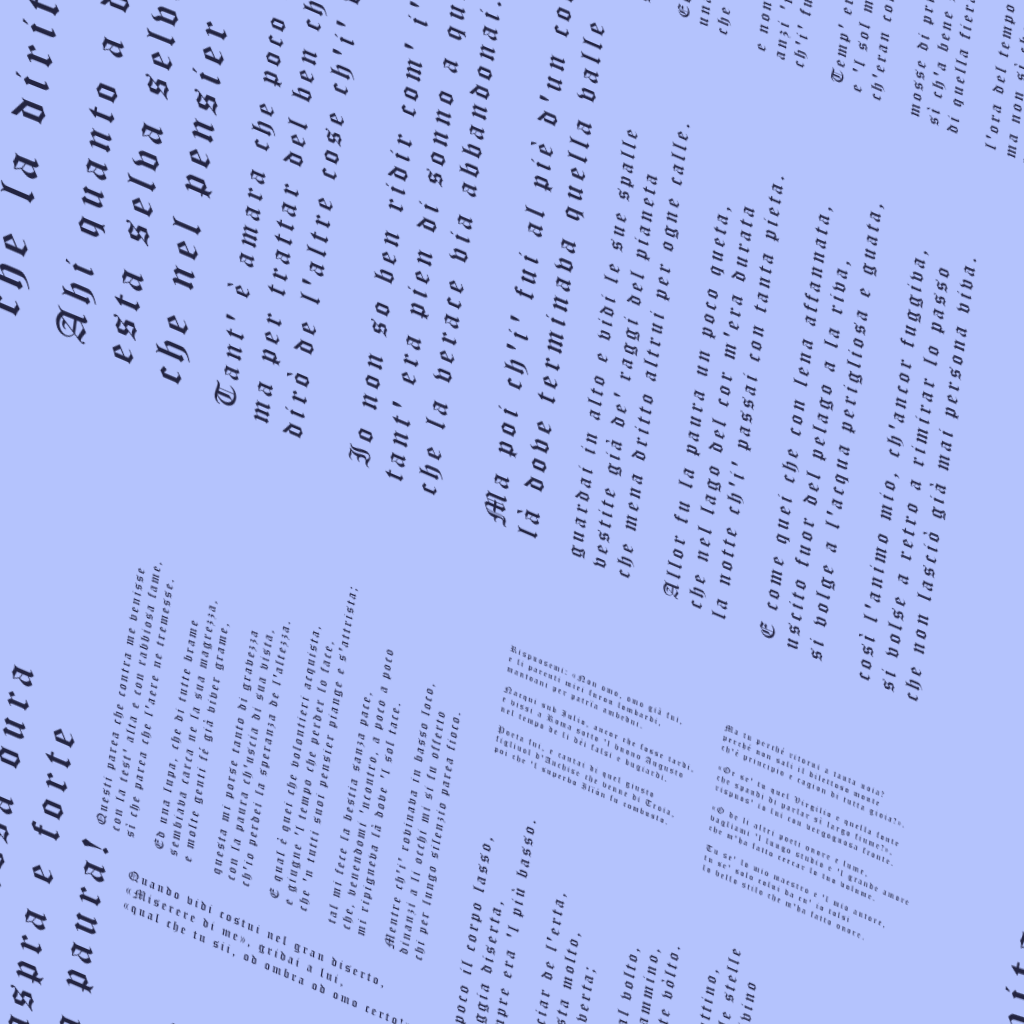 che la dirit
Ahi quanto a d
esta selva selv
che nel pensier
Tant' è amara che poco
ma per trattar del ben ch
dirò de l'altre cose ch'i'
Io non so ben ridir com' i'
tant' era pien di sonno a qu
che la verace via abbandonai.
Ma poi ch'i' fui al piè d'un co
là dove terminava quella valle
guardai in alto e vidi le sue spalle
vestite già de' raggi del pianeta
che mena dritto altrui per ogne calle.
Allor fu la paura un poco queta,
che nel lago del cor m'era durata
la notte ch'i' passai con tanta pieta.
E come quei che con lena affannata,
uscito fuor del pelago a la riva,
si volge a l'acqua perigliosa e guata,
così l'animo mio, ch'ancor fuggiva,
si volse a retro a rimirar lo passo
che non lasciò già mai persona viva.
poco il corpo lasso,
ggia diserta,
mpre era 'l più basso.
ciar de l'erta,
sta molto,
verta;
al volto,
ammino,
te vòlto.
ttino,
le stelle
vino
una
che
e non
anzi 'm
ch'i' fu
Temp' er
e 'l sol m
ch'eran con
mosse di pri
sì ch'a bene
di quella fiera
l'ora del tempo
ma non sì ch
Questi parea che contra me venisse
con la test' alta e con rabbiosa fame,
sì che parea che l'aere ne tremesse.
Ed una lupa, che di tutte brame
sembiava carca ne la sua magrezza,
e molte genti fé già viver grame,
questa mi porse tanto di gravezza
con la paura ch'uscia di sua vista,
ch'io perdei la speranza de l'altezza.
E qual è quei che volontieri acquista,
e giugne 'l tempo che perder lo face,
che 'n tutti suoi pensier piange e s'attrista;
tal mi fece la bestia sanza pace,
che, venendomi 'ncontro, a poco a poco
mi ripigneva là dove 'l sol tace.
Mentre ch'i' rovinava in basso loco,
dinanzi a li occhi mi si fu offerto
chi per lungo silenzio parea fioco.
Quando vidi costui nel gran diserto,
«Miserere di me», gridai a lui,
«qual che tu sii, od ombra od omo certo!
Rispuosemi: «Non omo, omo già fui,
e li parenti miei furon lombardi,
mantoani per patrïa ambedui.
Nacqui sub Iulio, ancor che fosse tardi,
e vissi a Roma sotto 'l buono Augusto
nel tempo de li dèi falsi e bugiardi.
Poeta fui, e cantai di quel giusto
figliuol d'Anchise che venne di Troia,
poi che 'l superbo Ilïón fu combusto.
Ma tu perché ritorni a tanta noia?
perché non sali il dilettoso monte
ch'è principio e cagion di tutta gioia?».
«Or se' tu quel Virgilio e quella fonte
che spandi di parlar sì largo fiume?»,
rispuos' io lui con vergognosa fronte.
«O de li altri poeti onore e lume,
vagliami 'l lungo studio e 'l grande amore
che m'ha fatto cercar lo tuo volume.
Tu se' lo mio maestro e 'l mio autore,
tu se' solo colui da cu' io tolsi
lo bello stilo che m'ha fatto onore.
osa dura
aspra e forte
a paura!